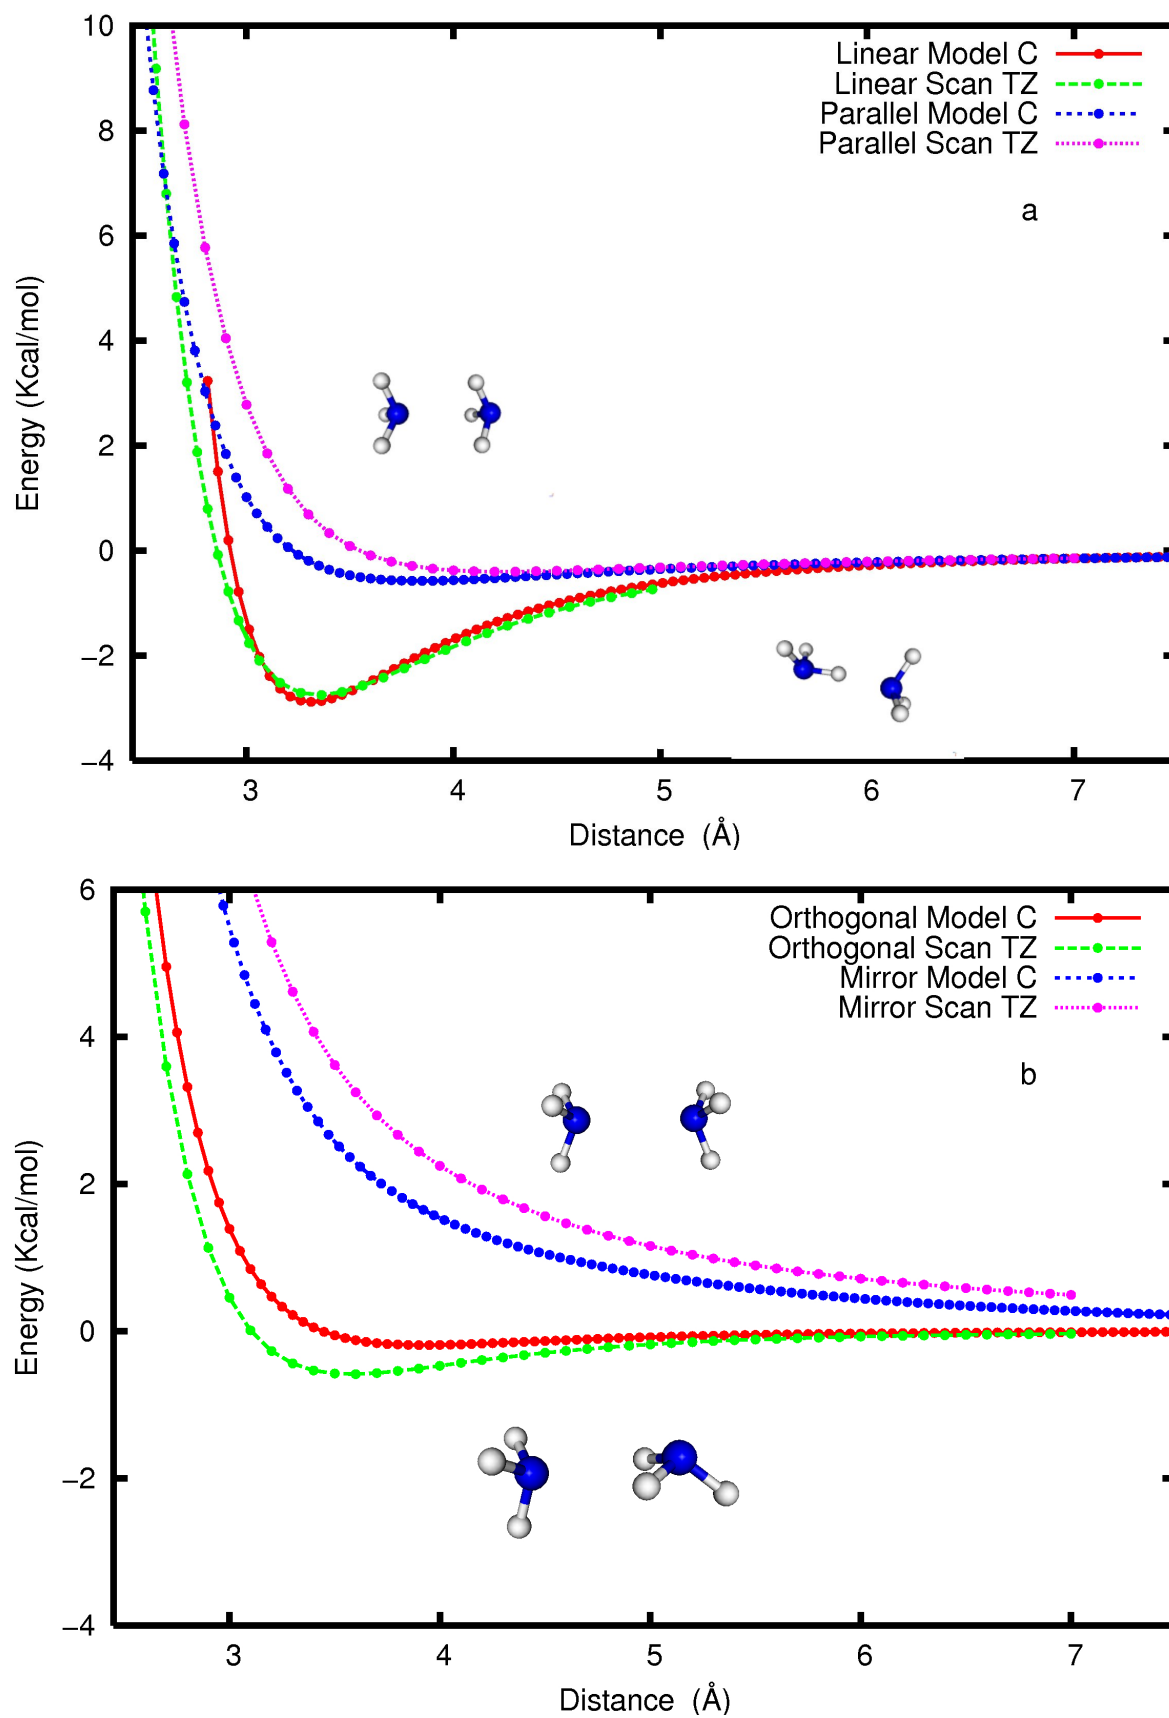 10
8
6
4
2
0
−2
−4
Energy (Kcal/mol)
Linear Model C
Linear Scan TZ
Parallel Model C
Parallel Scan TZ
a
3 4 5 6 7
Distance (Å)
6
4
2
0
−2
−4
Energy (Kcal/mol)
Orthogonal Model C
Orthogonal Scan TZ
Mirror Model C
Mirror Scan TZ
b
3 4 5 6 7
Distance (Å)